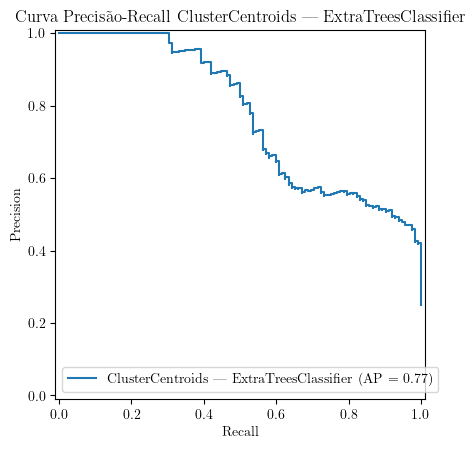 Curva Precisão-Recall ClusterCentroids — ExtraTreesClassifier
1.0
0.8
0.6
0.4
0.2
0.0
Precision
ClusterCentroids — ExtraTreesClassifier (AP = 0.77)
0.0 0.2 0.4 0.6 0.8 1.0
Recall